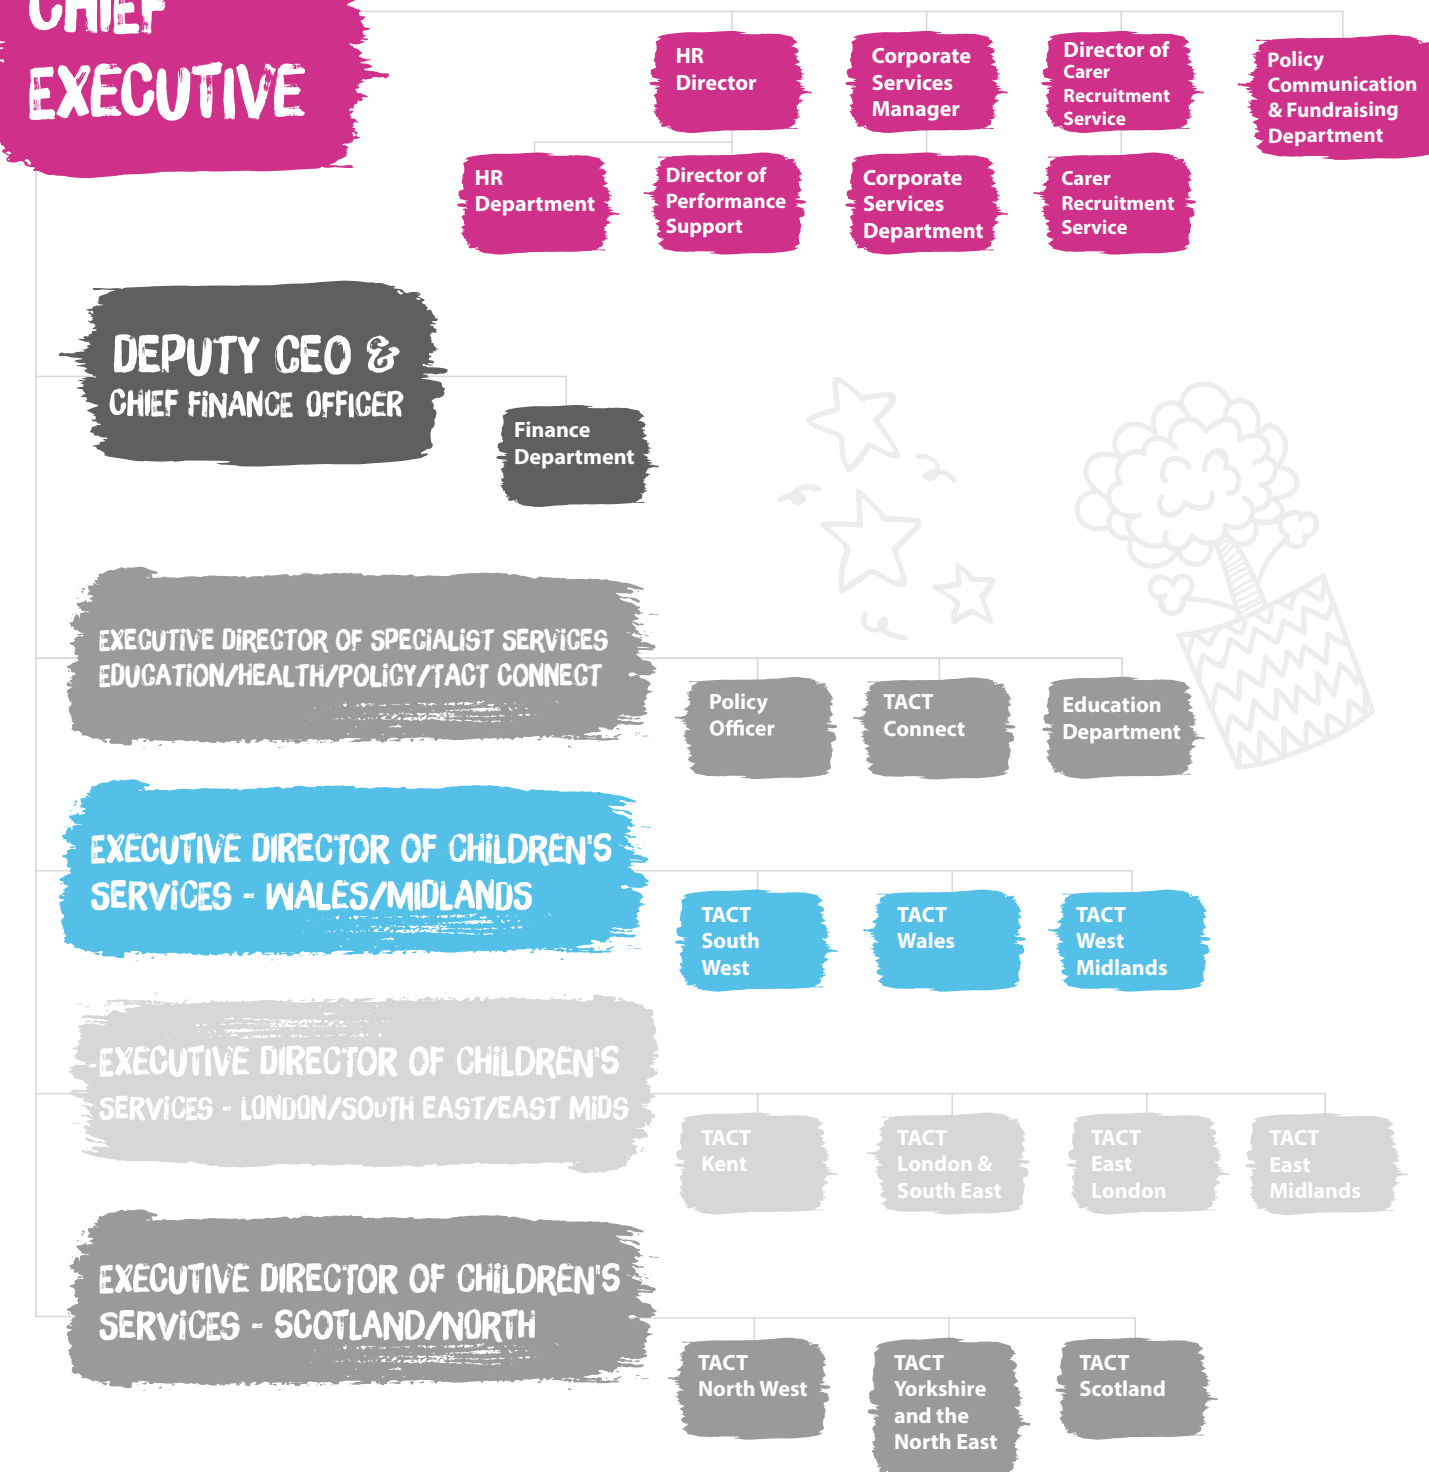 CHIEF
EXECUTIVE
HR
Director
Corporate
Services
Manager
Director of
Carer
Recruitment
Service
Policy
Communication
& Fundraising
Department
HR
Department
Director of
Performance
Support
Corporate
Services
Department
Carer
Recruitment
Service
DEPUTY CEO &
CHIEF FINANCE OFFICER
Finance
Department
EXECUTIVE DIRECTOR OF SPECIALIST SERVICES
EDUCATION/HEALTH/POLICY/TACT CONNECT
Policy
Officer
TACT
Connect
Education
Department
EXECUTIVE DIRECTOR OF CHILDREN'S
SERVICES - WALES/MIDLANDS
TACT
South
West
TACT
Wales
TACT
West
Midlands
EXECUTIVE DIRECTOR OF CHILDREN'S
SERVICES - LONDON/SOUTH EAST/EAST MIDS
TACT
Kent
TACT
London &
South East
TACT
East
London
TACT
East
Midlands
EXECUTIVE DIRECTOR OF CHILDREN'S
SERVICES - SCOTLAND/NORTH
TACT
North West
TACT
Yorkshire
and the
North East
TACT
Scotland